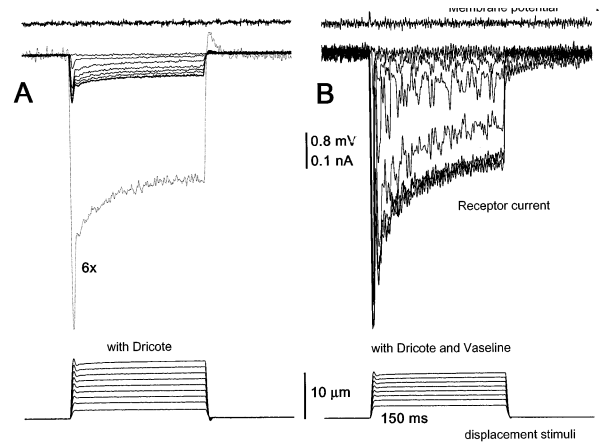 Membrane potential
A
B
0.8 mV
0.1 nA
Receptor current
6x
with Dricote
with Dricote and Vaseline
10 µm
150 ms
displacement stimuli